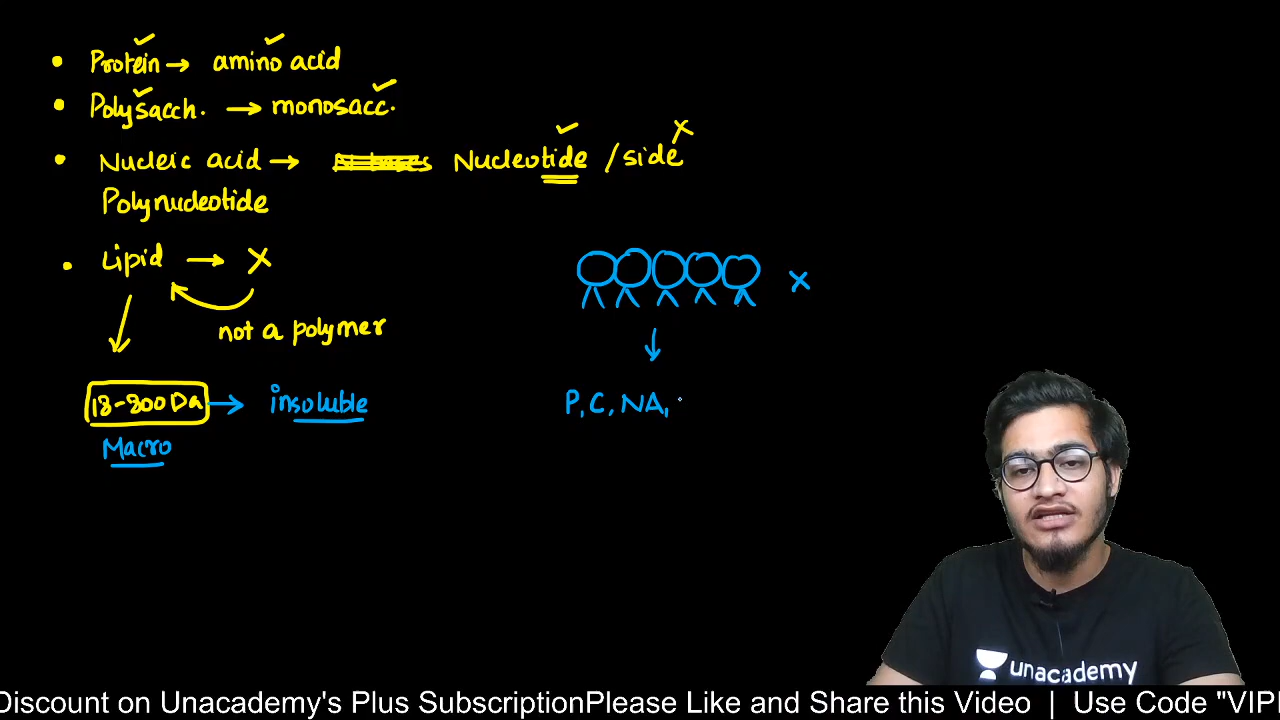 • Protein → amino acid
• Polysacch. → monosacc.
• Nucleic acid → Nucleotide / side
Polynucleotide
• Lipid → X
not a polymer
18-800 Da → insoluble
Macro
X
P, C, NA,
unacademy
Discount on Unacademy's Plus SubscriptionPlease Like and Share this Video | Use Code "VIP